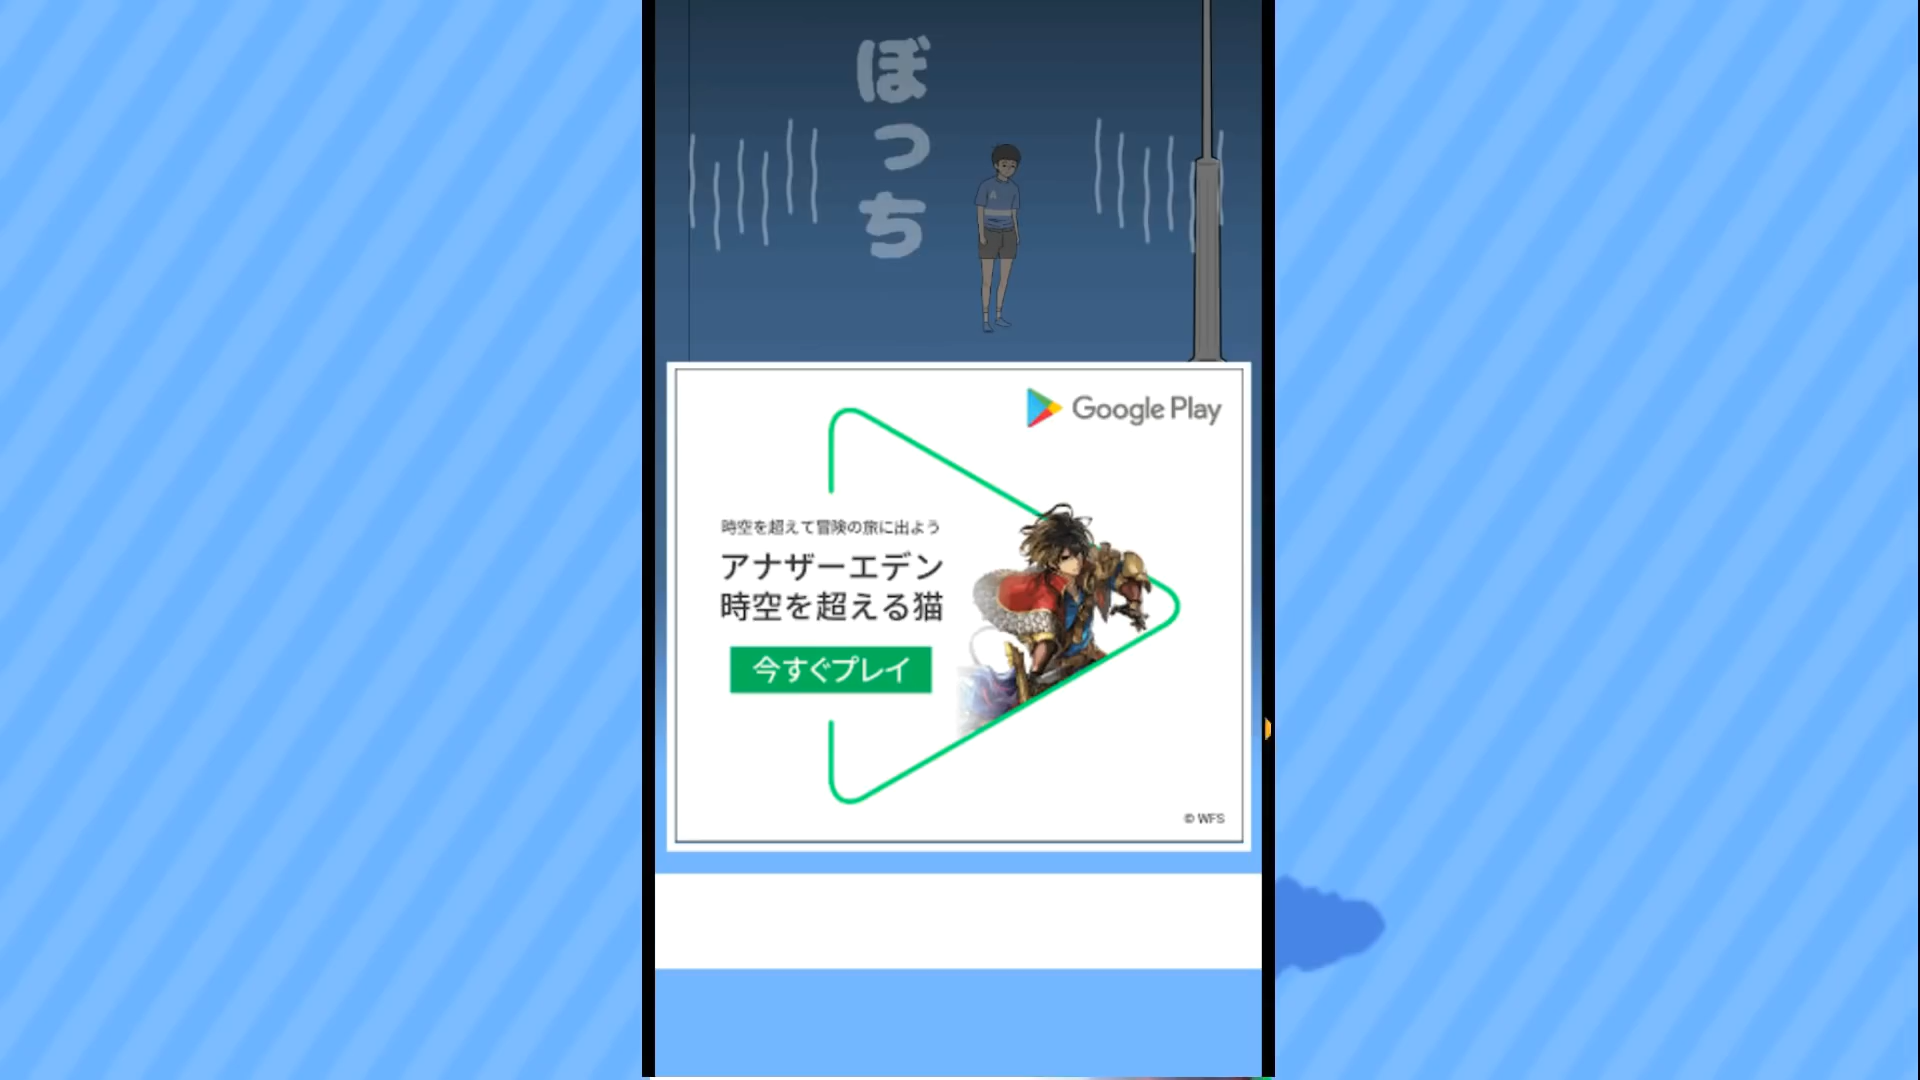 ぼっち
Google Play
時空を超えて冒険の旅に出よう
アナザーエデン
時空を超える猫
今すぐプレイ
© WFS